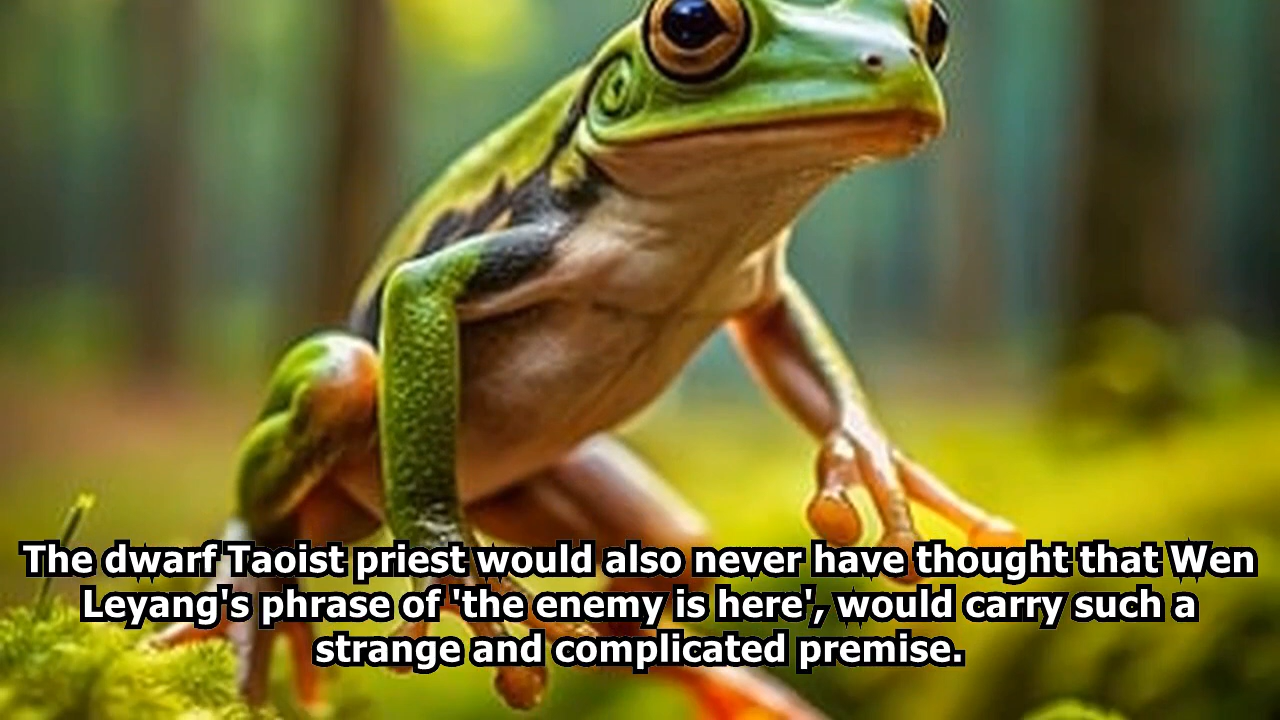 The dwarf Taoist priest would also never have thought that Wen
Leyang's phrase of 'the enemy is here', would carry such a
strange and complicated premise.